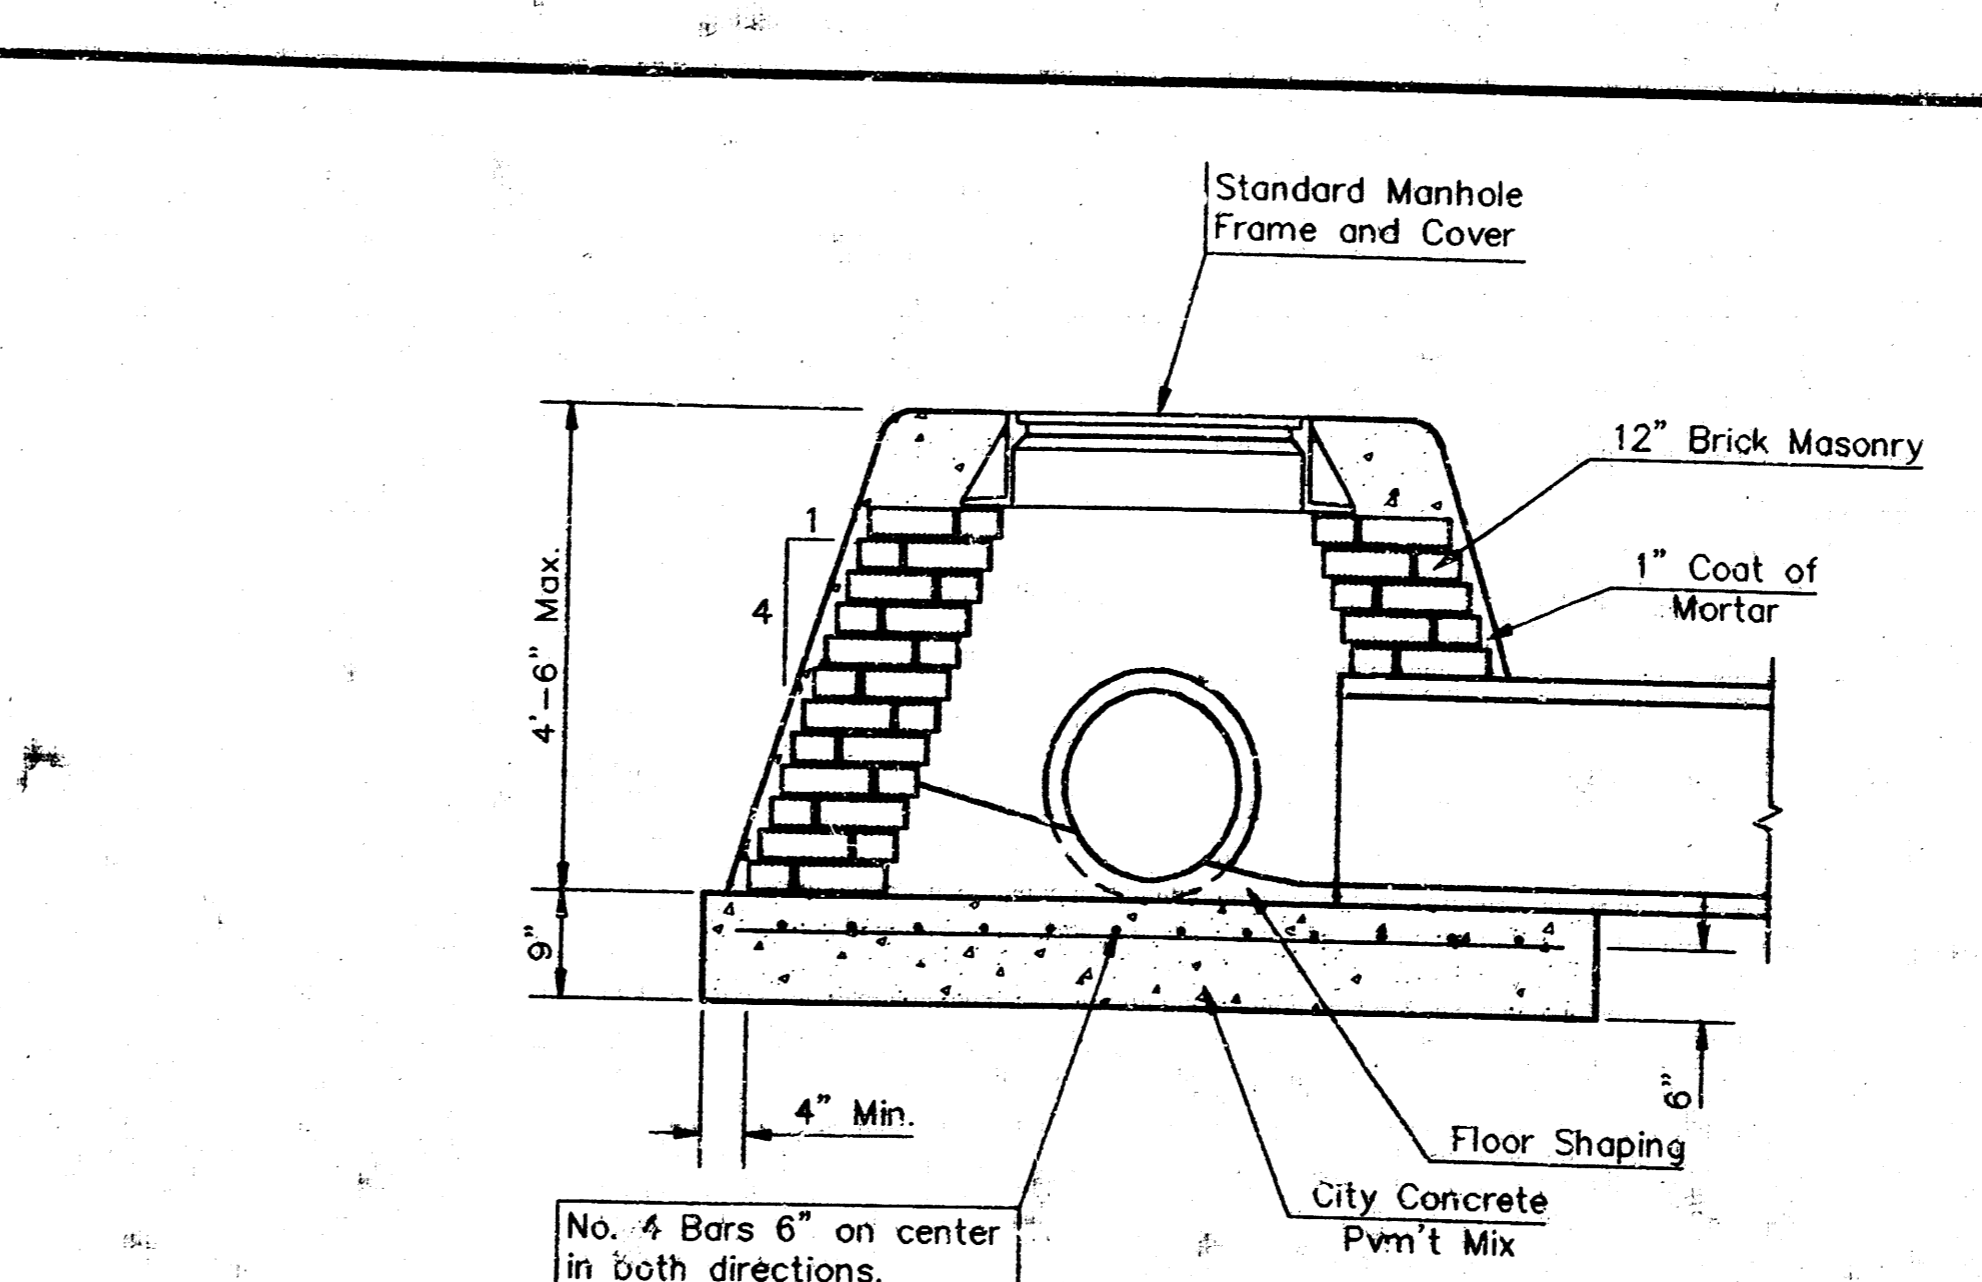 Standard Manhole
Frame and Cover
12" Brick Masonry
1
1" Coat of
Mortar
4
4'-6" Max.
9"
6"
4" Min.
Floor Shaping
City Concrete
Pvm't Mix
No. 4 Bars 6" on center
in both directions.